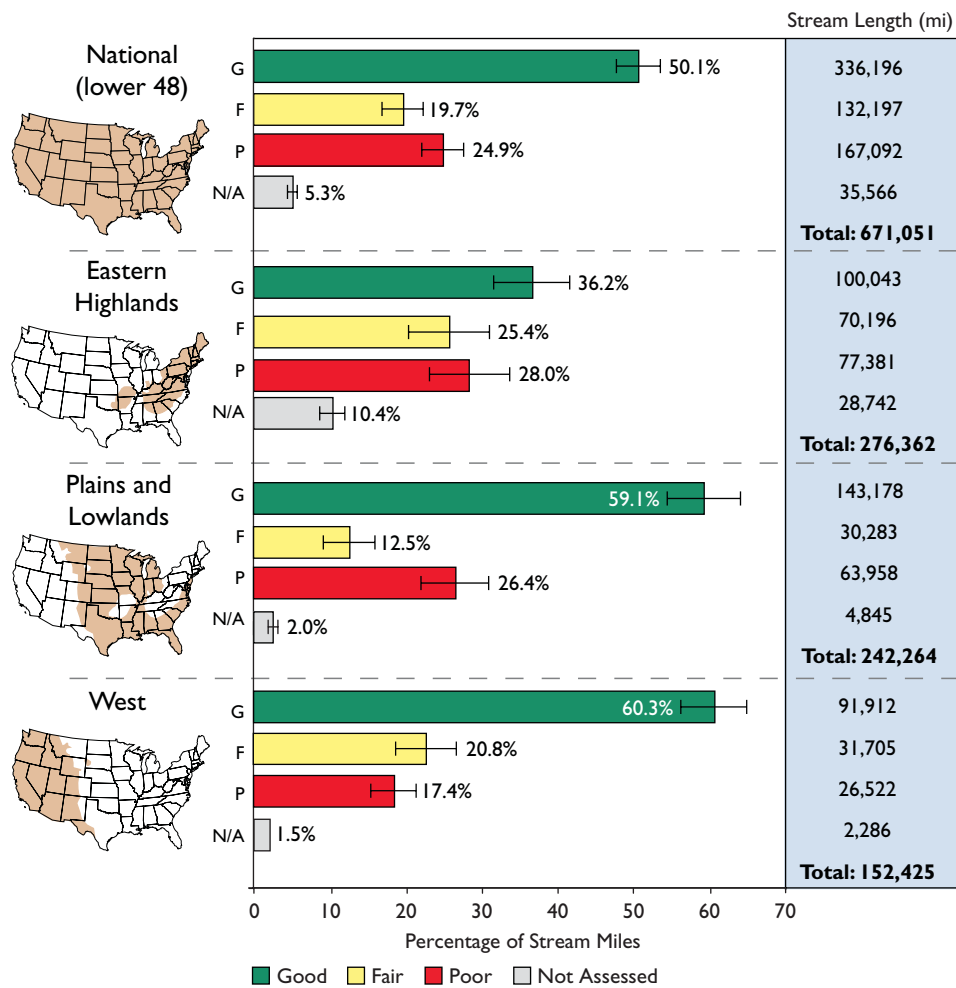 Stream Length (mi)
National
(lower 48)
G 50.1% 336,196
F 19.7% 132,197
P 24.9% 167,092
N/A 5.3% 35,566
Total: 671,051
Eastern
Highlands
G 36.2% 100,043
F 25.4% 70,196
P 28.0% 77,381
N/A 10.4% 28,742
Total: 276,362
Plains and
Lowlands
G 59.1% 143,178
F 12.5% 30,283
P 26.4% 63,958
N/A 2.0% 4,845
Total: 242,264
West
G 60.3% 91,912
F 20.8% 31,705
P 17.4% 26,522
N/A 1.5% 2,286
Total: 152,425
0 10 20 30 40 50 60 70
Percentage of Stream Miles
Good Fair Poor Not Assessed